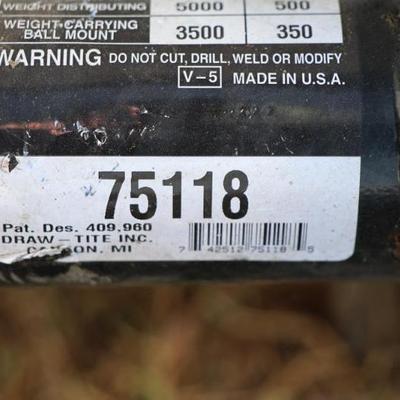 WEIGHT DISTRIBUTING 5000 500
WEIGHT-CARRYING
BALL MOUNT 3500 350
WARNING DO NOT CUT, DRILL, WELD OR MODIFY
V-5 MADE IN U.S.A.
75118
Pat. Des. 409,960
DRAW-TITE INC.
MI
7 42512 75118 5